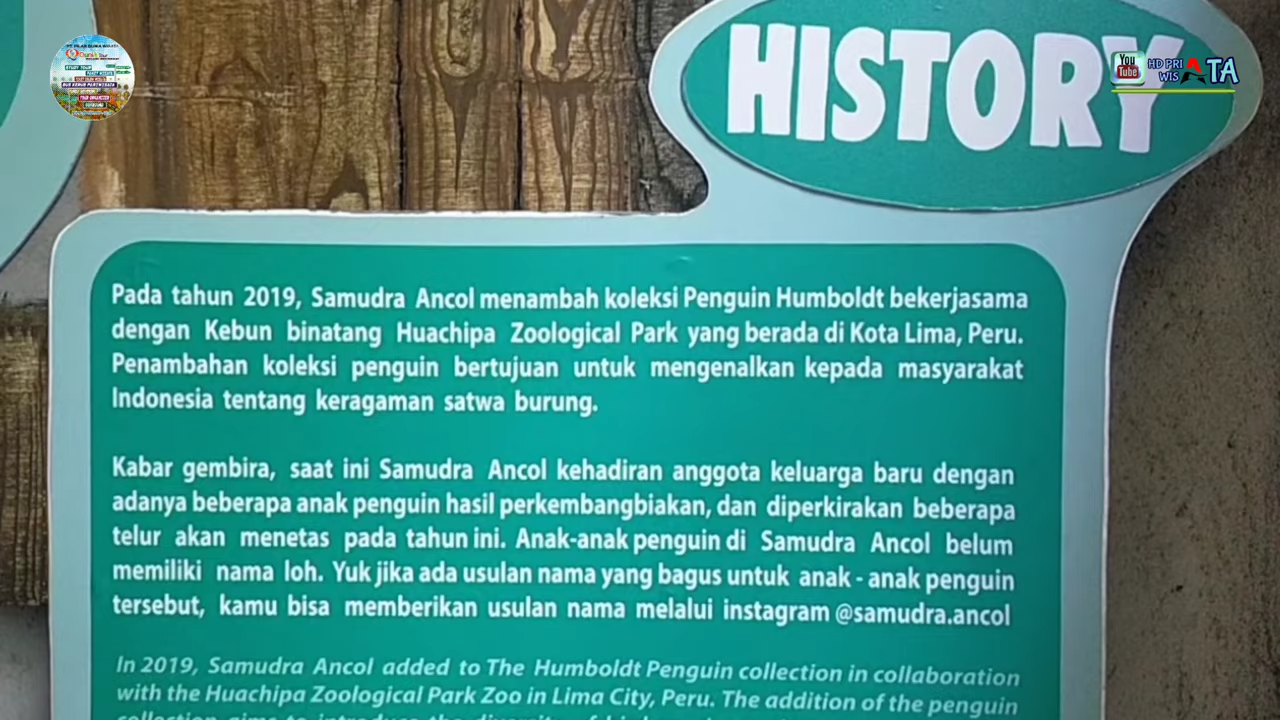 HISTORY
You
Tube
HD PRI
WIS
ATA
Pada tahun 2019, Samudra Ancol menambah koleksi Penguin Humboldt bekerjasama
dengan Kebun binatang Huachipa Zoological Park yang berada di Kota Lima, Peru.
Penambahan koleksi penguin bertujuan untuk mengenalkan kepada masyarakat
Indonesia tentang keragaman satwa burung.
Kabar gembira, saat ini Samudra Ancol kehadiran anggota keluarga baru dengan
adanya beberapa anak penguin hasil perkembangbiakan, dan diperkirakan beberapa
telur akan menetas pada tahun ini. Anak-anak penguin di Samudra Ancol belum
memiliki nama loh. Yuk jika ada usulan nama yang bagus untuk anak - anak penguin
tersebut, kamu bisa memberikan usulan nama melalui instagram @samudra.ancol
In 2019, Samudra Ancol added to The Humboldt Penguin collection in collaboration
with the Huachipa Zoological Park Zoo in Lima City, Peru. The addition of the penguin